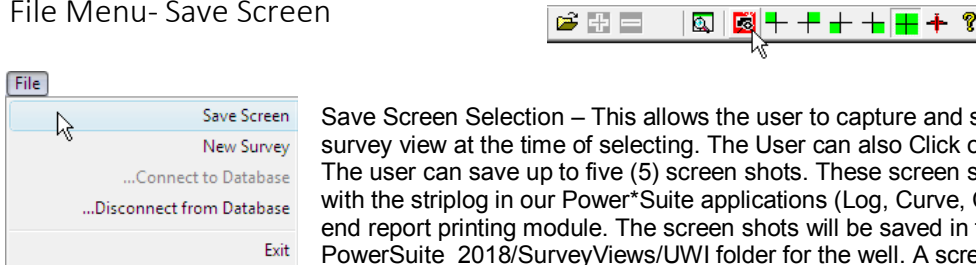 File Menu- Save Screen
File
Save Screen
New Survey
...Connect to Database
...Disconnect from Database
Exit
Save Screen Selection – This allows the user to capture and
survey view at the time of selecting. The User can also Click
The user can save up to five (5) screen shots. These screen
with the striplog in our Power*Suite applications (Log, Curve,
end report printing module. The screen shots will be saved in
PowerSuite_2018/SurveyViews/UWI folder for the well. A